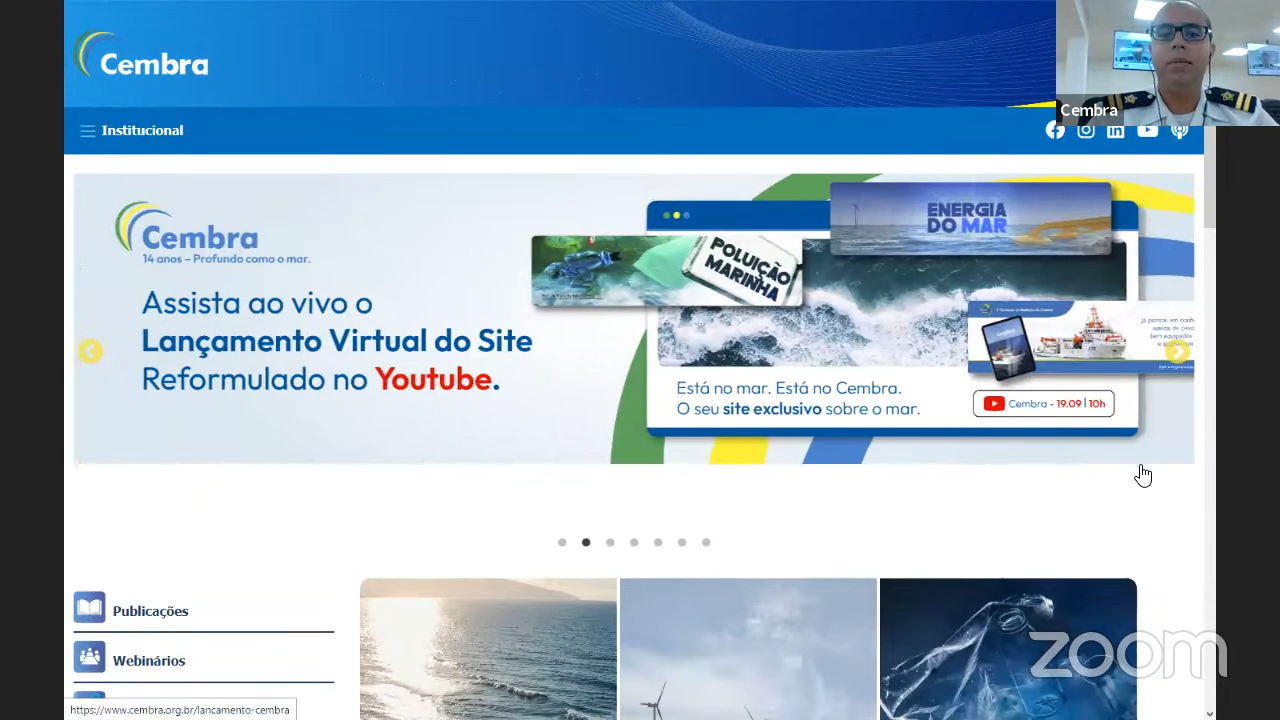 Cembra
Cembra
Institucional
Cembra
14 anos – Profundo como o mar.
Assista ao vivo o
Lançamento Virtual do Site
Reformulado no Youtube.
ENERGIA
DO MAR
POLUIÇÃO
MARINHA
Está no mar. Está no Cembra.
O seu site exclusivo sobre o mar.
Cembra - 19.09 | 10h
Publicações
Webinários
zoom
https://www.cembra.org.br/lancamento-cembra